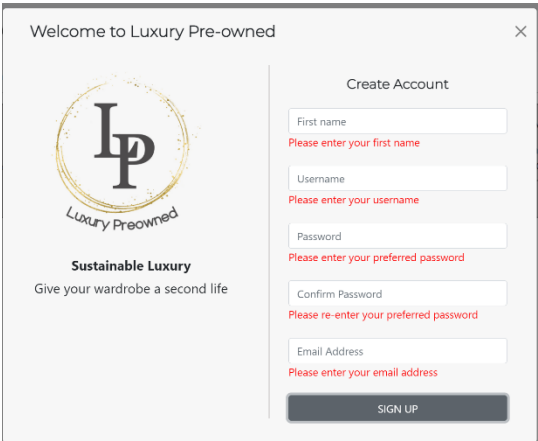 Welcome to Luxury Pre-owned
LP
Luxury Preowned
Sustainable Luxury
Give your wardrobe a second life
Create Account
First name
Please enter your first name
Username
Please enter your username
Password
Please enter your preferred password
Confirm Password
Please re-enter your preferred password
Email Address
Please enter your email address
SIGN UP